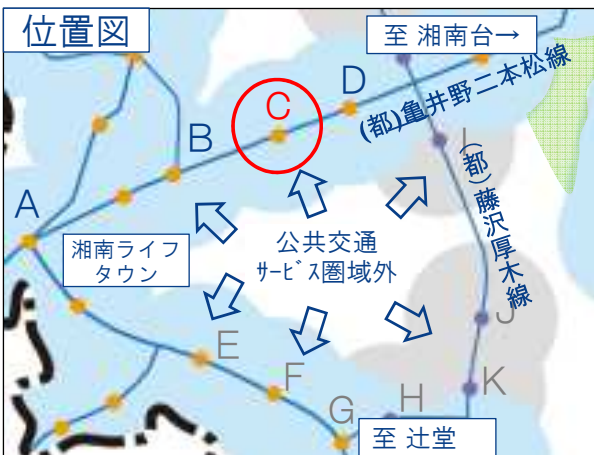 位置図
至 湘南台→
(都)亀井野二本松線
D
C
B
A
I
(都)藤沢厚木線
湘南ライフ
タウン
公共交通
サービス圏域外
J
E
F
K
G
H
至 辻堂